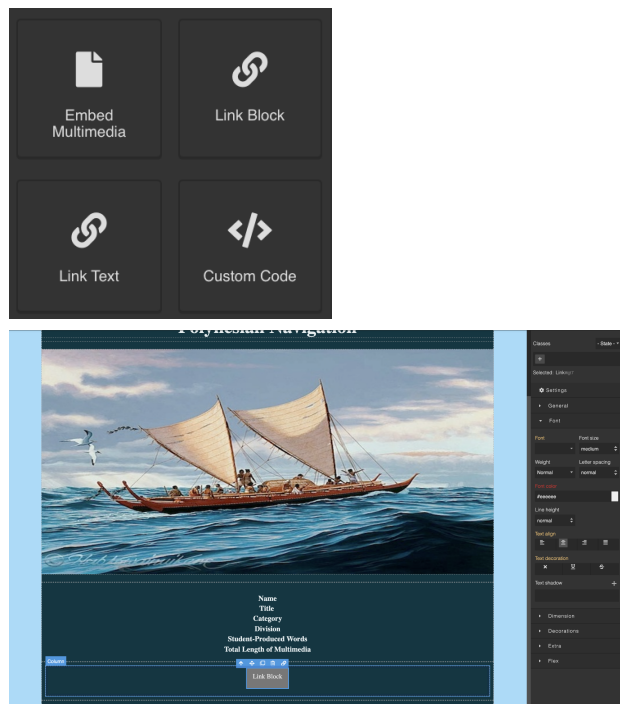 Embed
Multimedia
Link Block
Link Text
Custom Code
Polynesian Navigation
Name
Title
Category
Division
Student-Produced Words
Total Length of Multimedia
Column
Link Block
Classes
- State -
Selected
Settings
General
Font
Font
Font size
medium
Weight
Letter spacing
Normal
normal
Font color
#eeeeee
Line height
normal
Text align
Text decoration
Text shadow
Dimension
Decorations
Extra
Flex